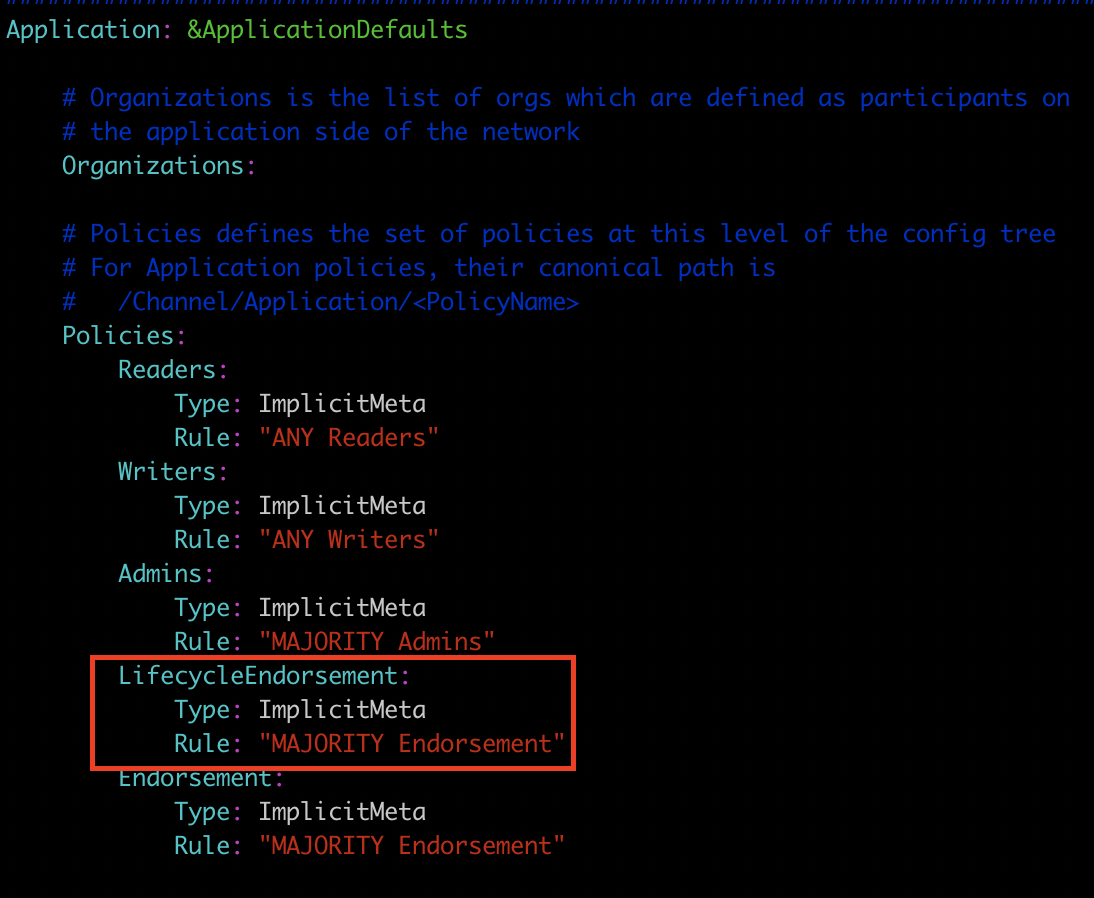 Application: &ApplicationDefaults
# Organizations is the list of orgs which are defined as participants on
# the application side of the network
Organizations:
# Policies defines the set of policies at this level of the config tree
# For Application policies, their canonical path is
#   /Channel/Application/<PolicyName>
Policies:
Readers:
Type: ImplicitMeta
Rule: "ANY Readers"
Writers:
Type: ImplicitMeta
Rule: "ANY Writers"
Admins:
Type: ImplicitMeta
Rule: "MAJORITY Admins"
LifecycleEndorsement:
Type: ImplicitMeta
Rule: "MAJORITY Endorsement"
Endorsement:
Type: ImplicitMeta
Rule: "MAJORITY Endorsement"